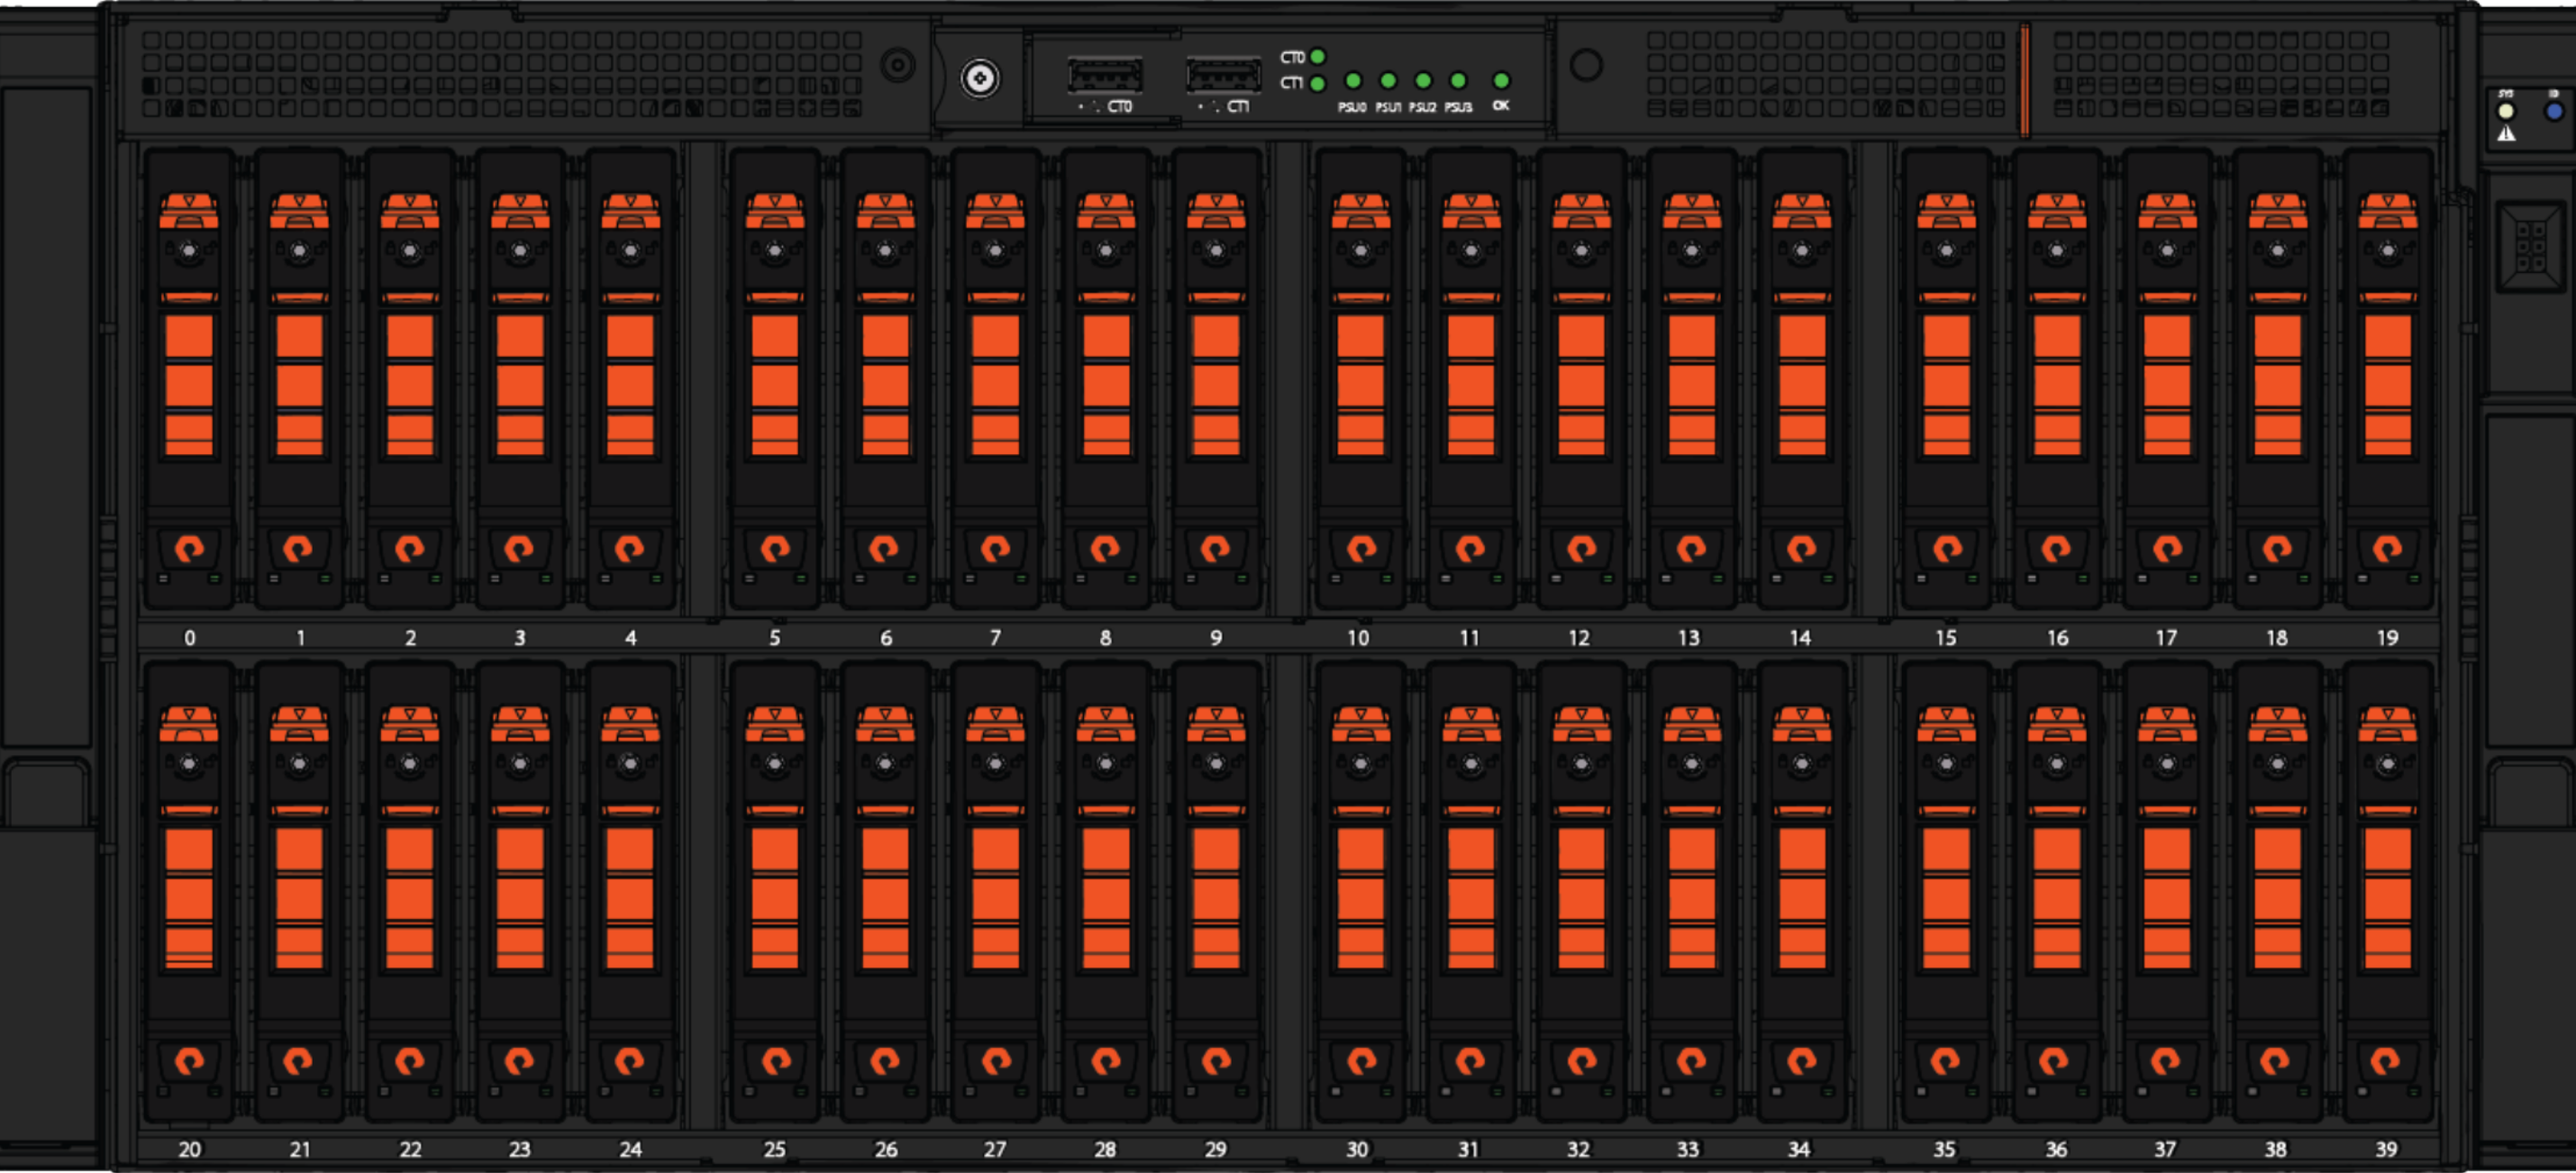 CT0
CT1
CT0 CT1 PSU0 PSU1 PSU2 PSU3 OK
SYS ID
0 1 2 3 4 5 6 7 8 9 10 11 12 13 14 15 16 17 18 19
20 21 22 23 24 25 26 27 28 29 30 31 32 33 34 35 36 37 38 39